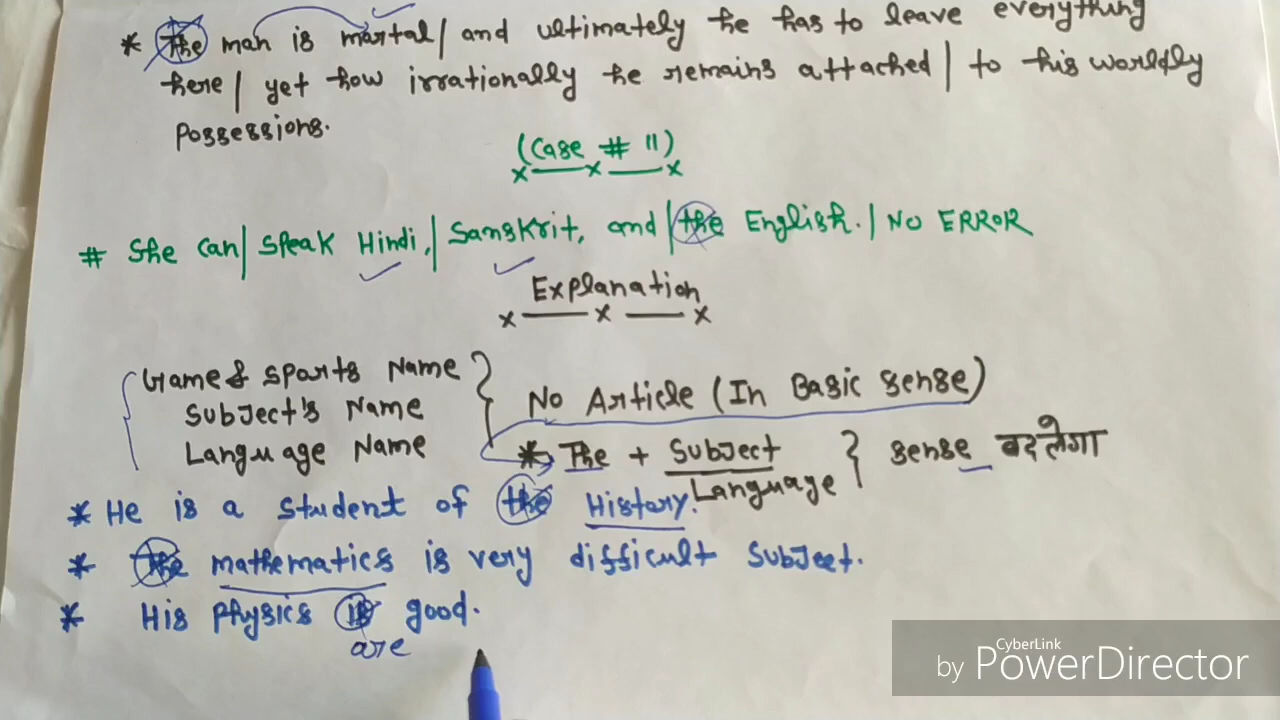 * The man is mortal/ and ultimately he has to leave everything
here/ yet how irrationally he remains attached/ to his worldly
Possessions.
(Case # 11)
x — x — x
# She can/ speak Hindi,/ Sanskrit, and/ the English./ No ERROR
Explanation
x — x — x
Game & sports Name
Subject's Name
Language Name
No Article (In Basic sense)
* The + Subject
Language
sense बदलेगा
* He is a student of the History.
* The mathematics is very difficult subject.
* His physics is good.
are
CyberLink
by PowerDirector